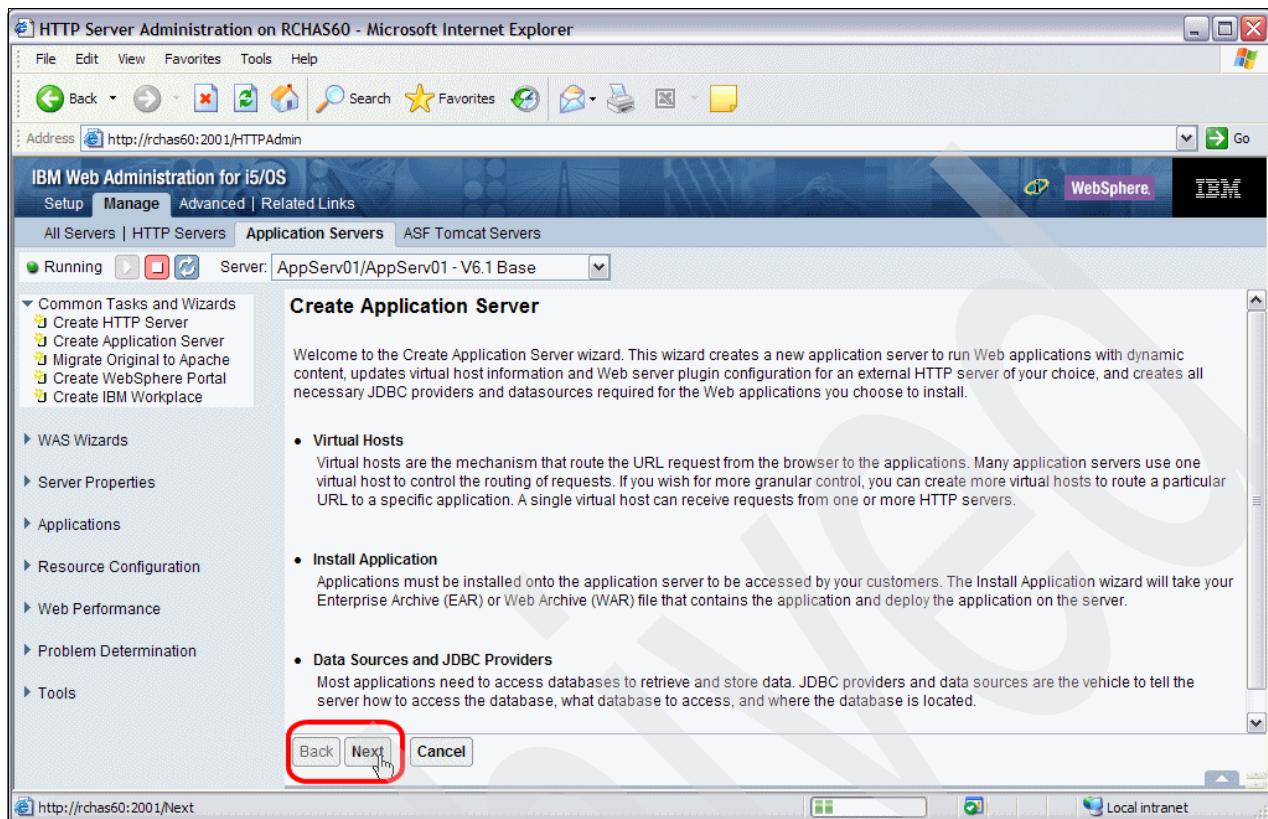 HTTP Server Administration on RCHAS60 - Microsoft Internet Explorer
File Edit View Favorites Tools Help
Back Search Favorites
Address http://rchas60:2001/HTTPAdmin Go
IBM Web Administration for i5/OS
WebSphere. IBM
Setup Manage Advanced | Related Links
All Servers | HTTP Servers Application Servers ASF Tomcat Servers
Running Server: AppServ01/AppServ01 - V6.1 Base
Common Tasks and Wizards
Create HTTP Server
Create Application Server
Migrate Original to Apache
Create WebSphere Portal
Create IBM Workplace
WAS Wizards
Server Properties
Applications
Resource Configuration
Web Performance
Problem Determination
Tools
Create Application Server
Welcome to the Create Application Server wizard. This wizard creates a new application server to run Web applications with dynamic
content, updates virtual host information and Web server plugin configuration for an external HTTP server of your choice, and creates all
necessary JDBC providers and datasources required for the Web applications you choose to install.
• Virtual Hosts
Virtual hosts are the mechanism that route the URL request from the browser to the applications. Many application servers use one
virtual host to control the routing of requests. If you wish for more granular control, you can create more virtual hosts to route a particular
URL to a specific application. A single virtual host can receive requests from one or more HTTP servers.
• Install Application
Applications must be installed onto the application server to be accessed by your customers. The Install Application wizard will take your
Enterprise Archive (EAR) or Web Archive (WAR) file that contains the application and deploy the application on the server.
• Data Sources and JDBC Providers
Most applications need to access databases to retrieve and store data. JDBC providers and data sources are the vehicle to tell the
server how to access the database, what database to access, and where the database is located.
Back Next Cancel
http://rchas60:2001/Next Local intranet